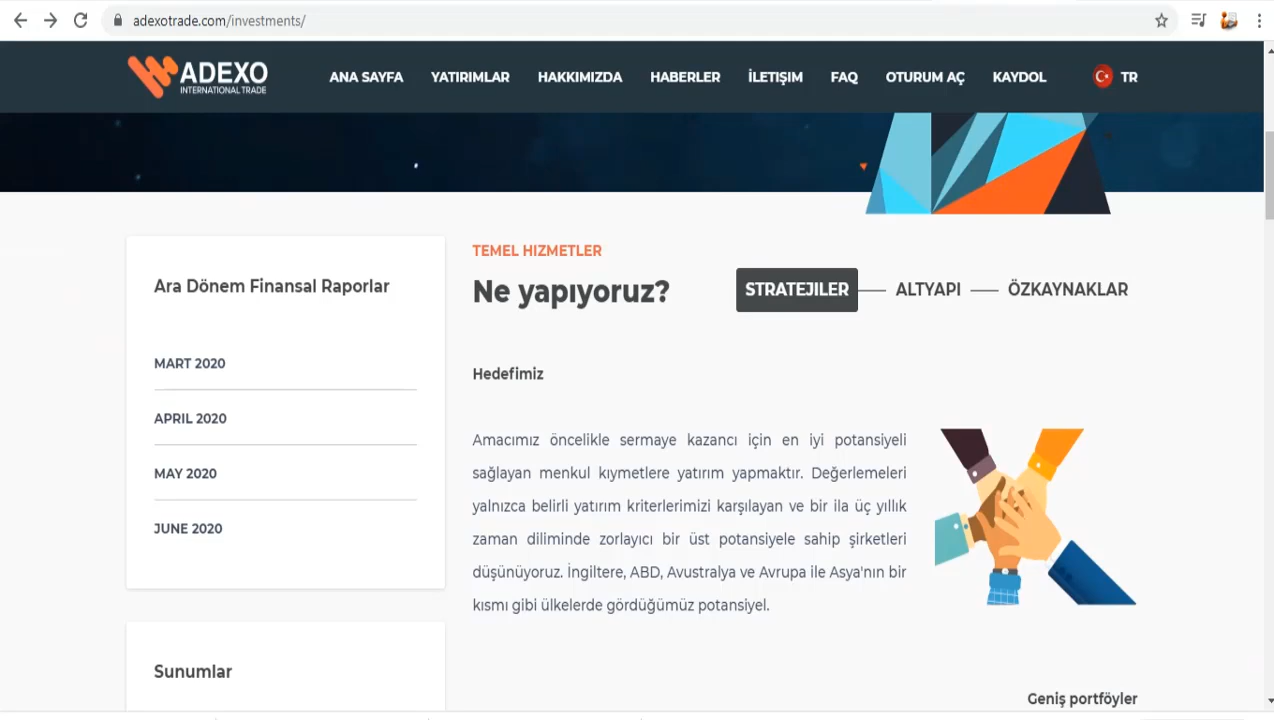 adexotrade.com/investments/
ADEXO
INTERNATIONAL TRADE
ANA SAYFA
YATIRIMLAR
HAKKIMIZDA
HABERLER
İLETIŞIM
FAQ
OTURUM AÇ
KAYDOL
TR
Ara Dönem Finansal Raporlar
MART 2020
APRIL 2020
MAY 2020
JUNE 2020
Sunumlar
TEMEL HIZMETLER
Ne yapıyoruz?
STRATEJILER
ALTYAPI
ÖZKAYNAKLAR
Hedefimiz
Amacımız öncelikle sermaye kazancı için en iyi potansiyeli
sağlayan menkul kıymetlere yatırım yapmaktır. Değerlemeleri
yalnızca belirli yatırım kriterlerimizi karşılayan ve bir ila üç yıllık
zaman diliminde zorlayıcı bir üst potansiyele sahip şirketleri
düşünüyoruz. İngiltere, ABD, Avustralya ve Avrupa ile Asya'nın bir
kısmı gibi ülkelerde gördüğümüz potansiyel.
Geniş portföyler